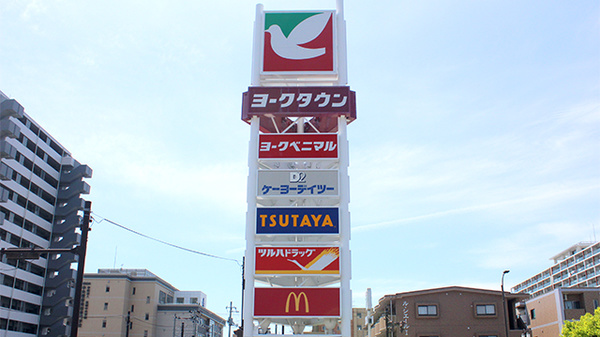 ヨークタウン
ヨークベニマル
D2
ケーヨーデイツー
TSUTAYA
ツルハドラッグ
M